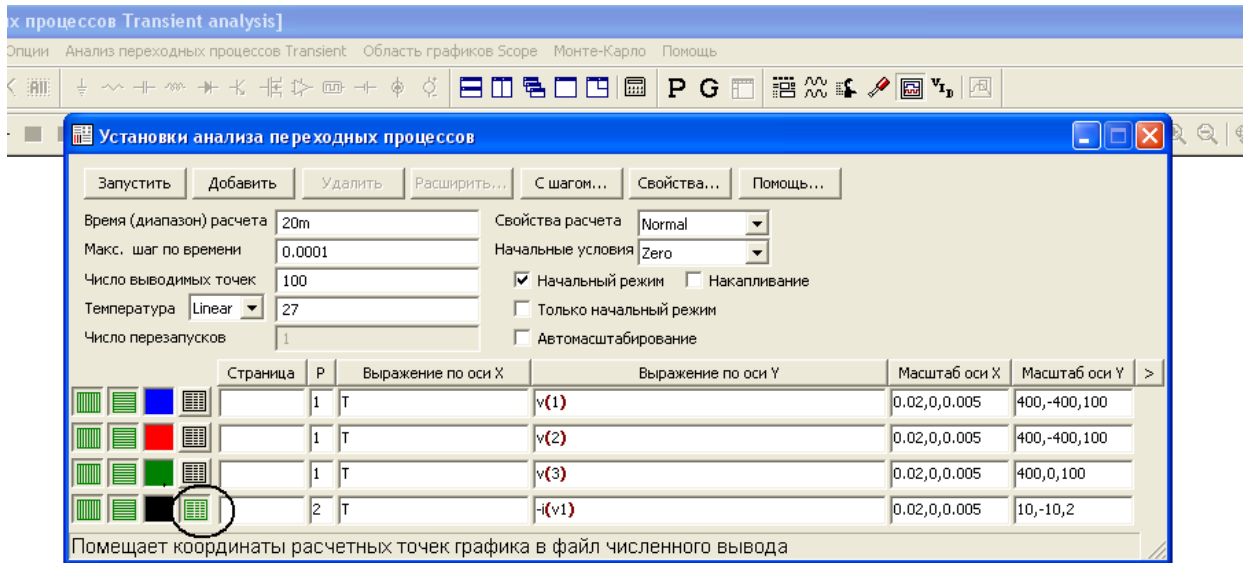 х процессов Transient analysis]
Опции Анализ переходных процессов Transient Область графиков Scope Монте-Карло Помощь
All P G V I D
Установки анализа переходных процессов
Запустить Добавить Удалить Расширить... С шагом... Свойства... Помощь...
Время (диапазон) расчета 20m Свойства расчета Normal
Макс. шаг по времени 0.0001 Начальные условия Zero
Число выводимых точек 100 Начальный режим Накапливание
Температура Linear 27 Только начальный режим
Число перезапусков 1 Автомасштабирование
Страница P Выражение по оси X Выражение по оси Y Масштаб оси X Масштаб оси Y >
1 T v(1) 0.02,0,0.005 400,-400,100
1 T v(2) 0.02,0,0.005 400,-400,100
1 T v(3) 0.02,0,0.005 400,0,100
2 T -i(v1) 0.02,0,0.005 10,-10,2
Помещает координаты расчетных точек графика в файл численного вывода